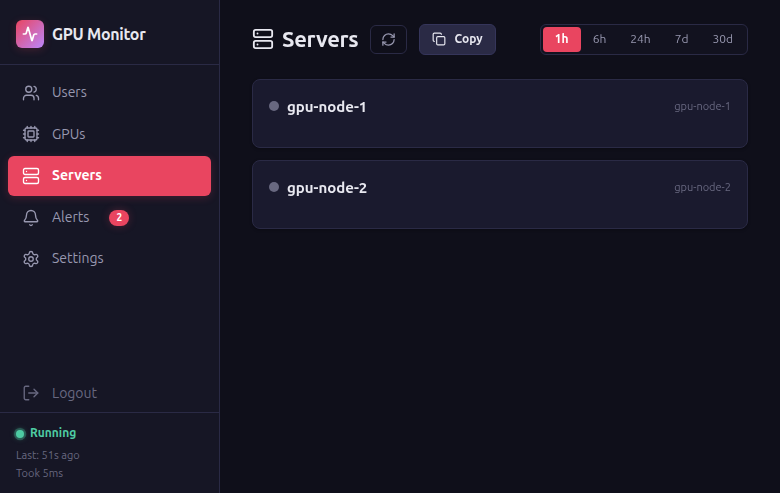 GPU Monitor
Users
GPUs
Servers
Alerts 2
Settings
Logout
Running
Last: 51s ago
Took 5ms
Servers Copy 1h 6h 24h 7d 30d
gpu-node-1 gpu-node-1
gpu-node-2 gpu-node-2